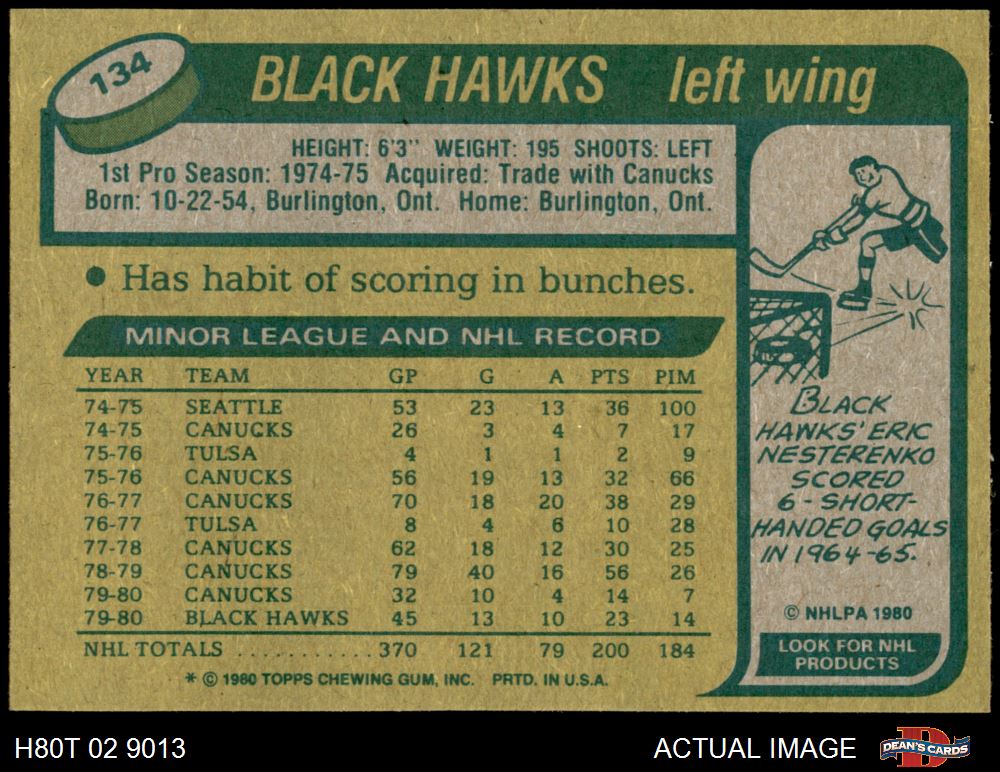 134
BLACK HAWKS left wing
HEIGHT: 6'3" WEIGHT: 195 SHOOTS: LEFT
1st Pro Season: 1974-75 Acquired: Trade with Canucks
Born: 10-22-54, Burlington, Ont. Home: Burlington, Ont.
• Has habit of scoring in bunches.
MINOR LEAGUE AND NHL RECORD
YEAR TEAM GP G A PTS PIM
74-75 SEATTLE 53 23 13 36 100
74-75 CANUCKS 26 3 4 7 17
75-76 TULSA 4 1 1 2 9
75-76 CANUCKS 56 19 13 32 66
76-77 CANUCKS 70 18 20 38 29
76-77 TULSA 8 4 6 10 28
77-78 CANUCKS 62 18 12 30 25
78-79 CANUCKS 79 40 16 56 26
79-80 CANUCKS 32 10 4 14 7
79-80 BLACK HAWKS 45 13 10 23 14
NHL TOTALS .......... 370 121 79 200 184
* © 1980 TOPPS CHEWING GUM, INC. PRTD. IN U.S.A.
BLACK
HAWKS' ERIC
NESTERENKO
SCORED
6-SHORT-
HANDED GOALS
IN 1964-65.
© NHLPA 1980
LOOK FOR NHL
PRODUCTS
H80T 02 9013
ACTUAL IMAGE
D
DEAN'S CARDS